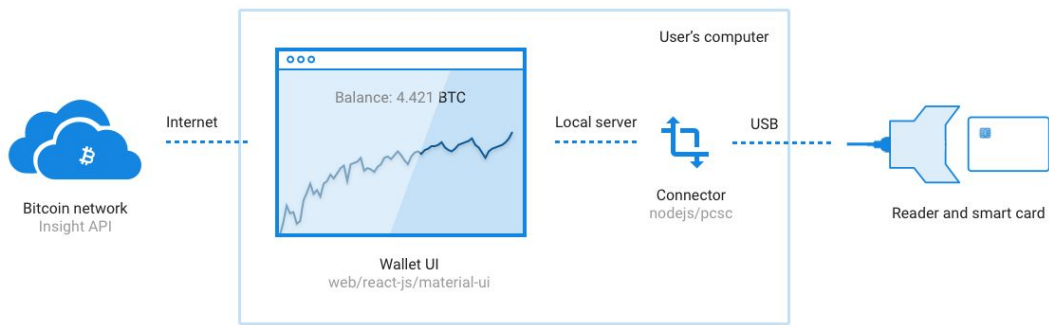 User's computer
Balance: 4.421 BTC
Internet
Local server
USB
Bitcoin network
Insight API
Connector
nodejs/pcsc
Reader and smart card
Wallet UI
web/react-js/material-ui